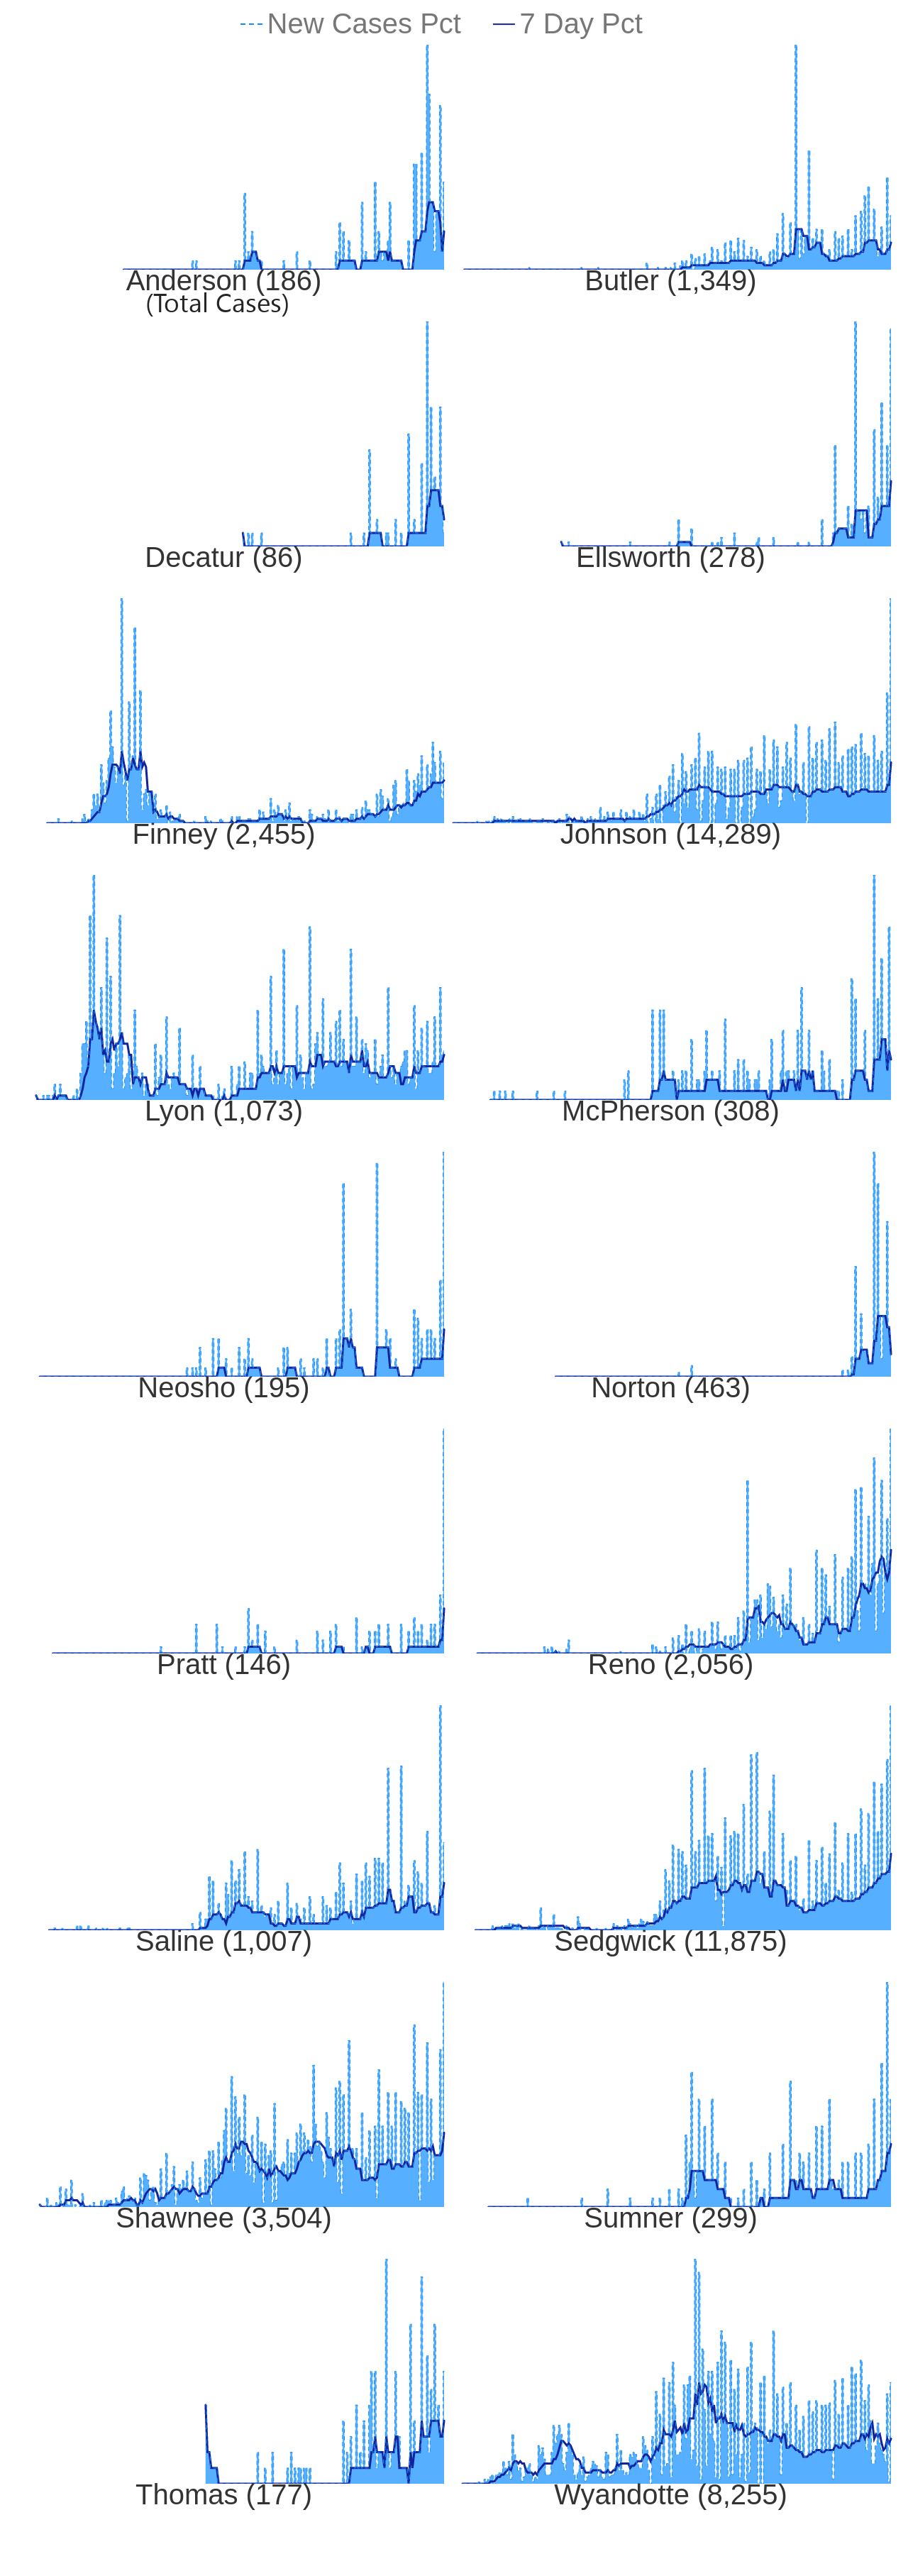 New Cases Pct 7 Day Pct
Anderson (186) Butler (1,349)
(Total Cases)
Decatur (86) Ellsworth (278)
Finney (2,455) Johnson (14,289)
Lyon (1,073) McPherson (308)
Neosho (195) Norton (463)
Pratt (146) Reno (2,056)
Saline (1,007) Sedgwick (11,875)
Shawnee (3,504) Sumner (299)
Thomas (177) Wyandotte (8,255)